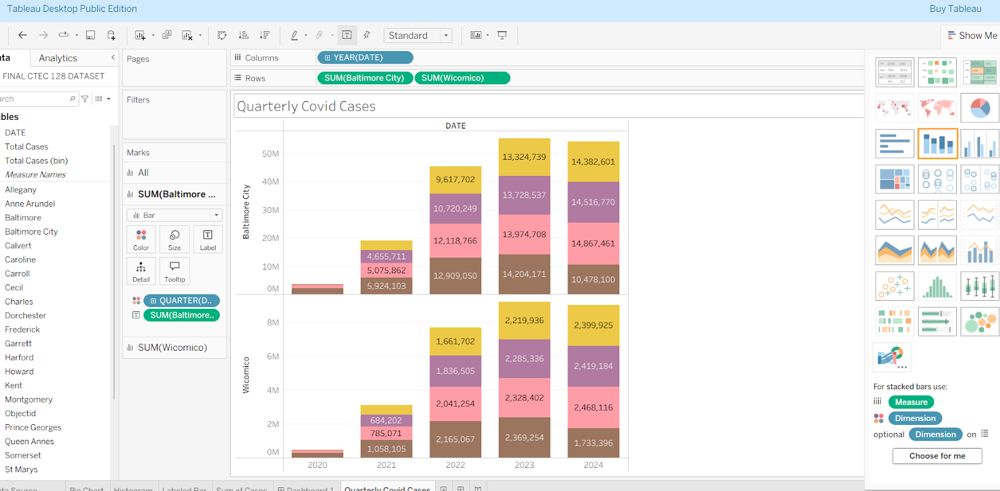 Tableau Desktop Public Edition
Buy Tableau
Standard
Show Me
ta
Analytics
FINAL CTEC 128 DATASET
rch
bles
DATE
Total Cases
Total Cases (bin)
Measure Names
Allegany
Anne Arundel
Baltimore
Baltimore City
Calvert
Caroline
Carroll
Cecil
Charles
Dorchester
Frederick
Garrett
Harford
Howard
Kent
Montgomery
Objectid
Prince Georges
Queen Annes
Somerset
St Marys
Pages
Filters
Marks
All
SUM(Baltimore ...
Bar
Color
Size
Label
Detail
Tooltip
QUARTER(D..
SUM(Baltimore..
SUM(Wicomico)
Columns
YEAR(DATE)
Rows
SUM(Baltimore City)
SUM(Wicomico)
Quarterly Covid Cases
DATE
Baltimore City
50M
40M
30M
20M
10M
0M
4,655,711
5,075,862
5,924,103
9,617,702
10,720,249
12,118,766
12,909,050
13,324,739
13,728,537
13,974,708
14,204,171
14,382,601
14,516,770
14,867,461
10,478,100
Wicomico
8M
6M
4M
2M
0M
684,202
785,071
1,058,105
1,661,702
1,836,505
2,041,254
2,165,067
2,219,936
2,285,336
2,328,402
2,369,254
2,399,925
2,419,184
2,468,116
1,733,396
2020
2021
2022
2023
2024
For stacked bars use:
Measure
Dimension
optional Dimension on
Choose for me
ta Source
Pie Chart
Histogram
Labeled Bar
Sum of Cases
Dashboard 1
Quarterly Covid Cases